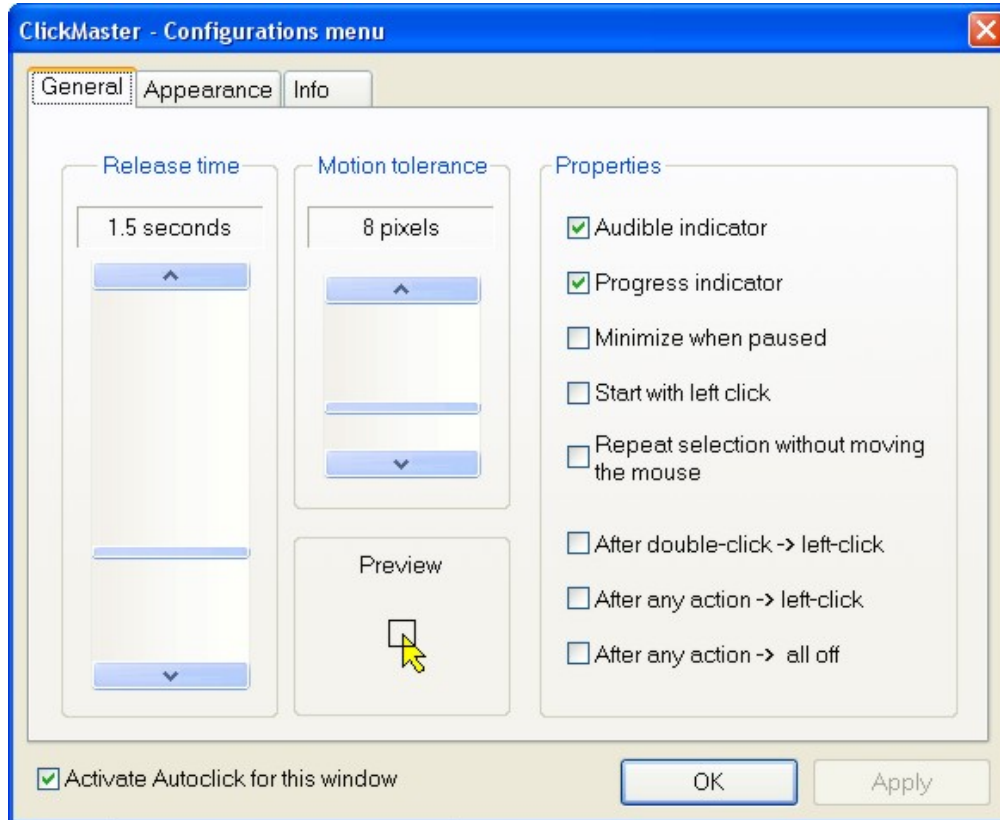 ClickMaster - Configurations menu
General
Appearance
Info
Release time
1.5 seconds
Motion tolerance
8 pixels
Preview
Properties
Audible indicator
Progress indicator
Minimize when paused
Start with left click
Repeat selection without moving
the mouse
After double-click -> left-click
After any action -> left-click
After any action -> all off
Activate Autoclick for this window
OK
Apply